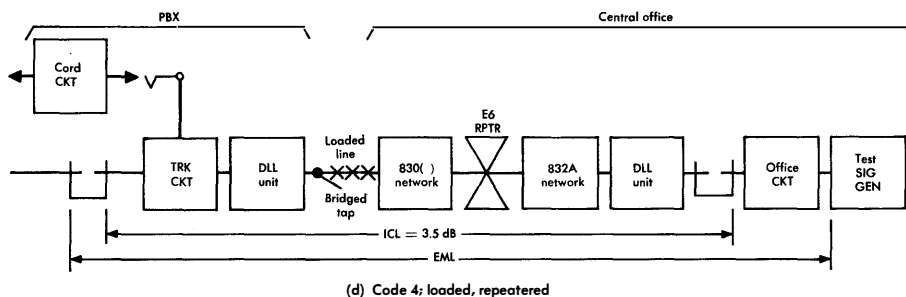 PBX
Central office
Cord
CKT
E6
RPTR
TRK
CKT
DLL
unit
Loaded
line
Bridged
tap
830( )
network
832A
network
DLL
unit
Office
CKT
Test
SIG
GEN
ICL = 3.5 dB
EML
(d) Code 4; loaded, repeatered